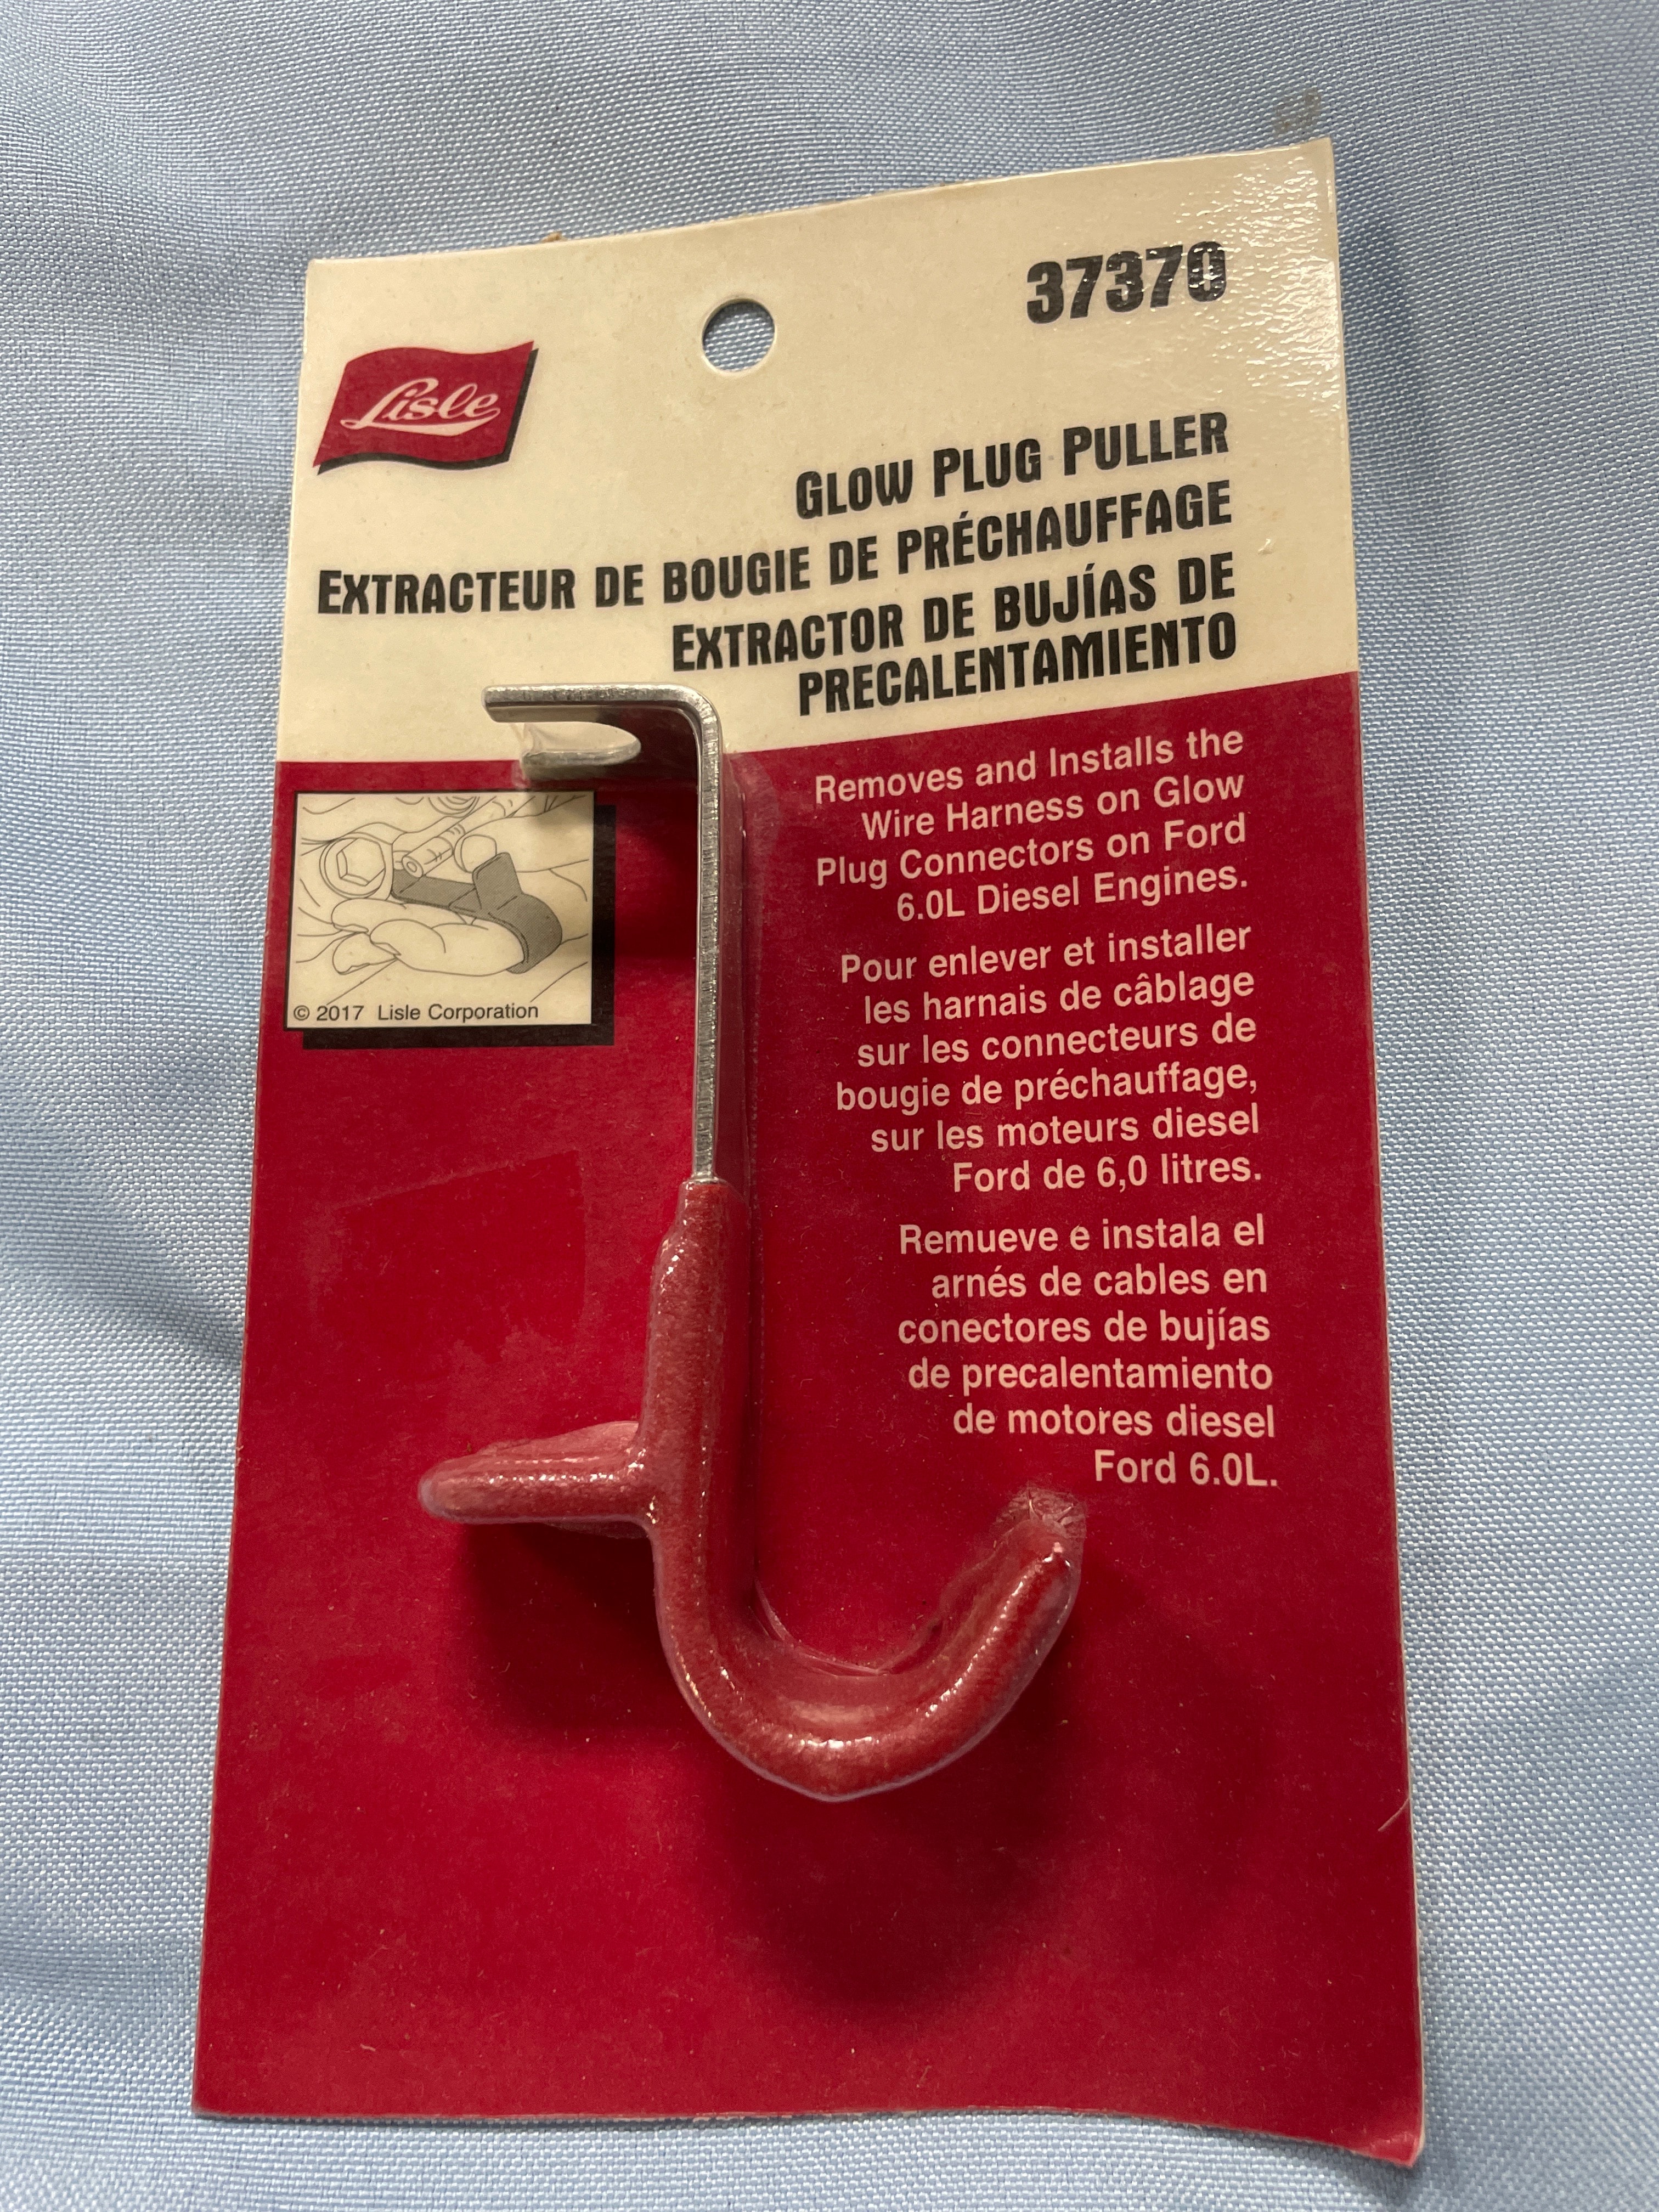 37370
Lisle
GLOW PLUG PULLER
EXTRACTEUR DE BOUGIE DE PRÉCHAUFFAGE
EXTRACTOR DE BUJÍAS DE
PRECALENTAMIENTO
Removes and Installs the
Wire Harness on Glow
Plug Connectors on Ford
6.0L Diesel Engines.
© 2017 Lisle Corporation
Pour enlever et installer
les harnais de câblage
sur les connecteurs de
bougie de préchauffage,
sur les moteurs diesel
Ford de 6,0 litres.
Remueve e instala el
arnés de cables en
conectores de bujías
de precalentamiento
de motores diesel
Ford 6.0L.